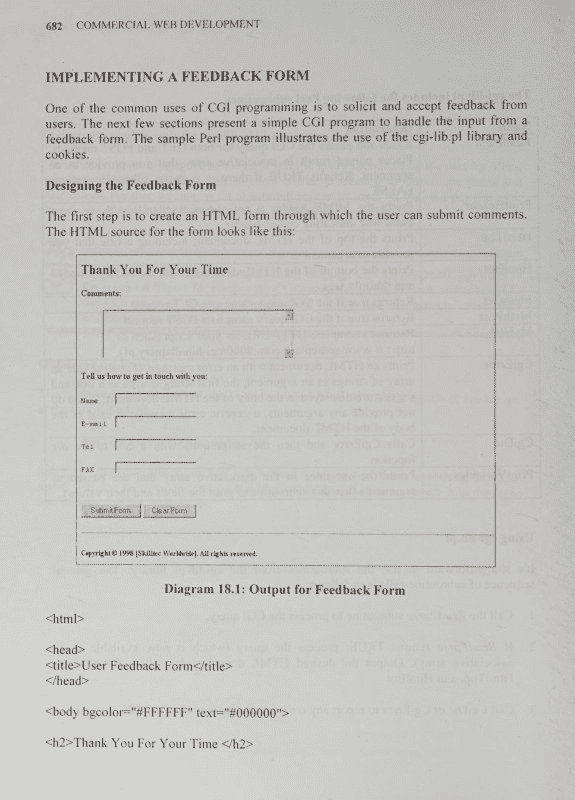 682 COMMERCIAL WEB DEVELOPMENT
IMPLEMENTING A FEEDBACK FORM
One of the common uses of CGI programming is to solicit and accept feedback from
users. The next few sections present a simple CGI program to handle the input from a
feedback form. The sample Perl program illustrates the use of the cgi-lib.pl library and
cookies.
Designing the Feedback Form
The first step is to create an HTML form through which the user can submit comments.
The HTML source for the form looks like this:
Thank You For Your Time
Comments:
Tell us how to get in touch with you:
Name
E-mail
Tel
FAX
Submit Form Clear Form
Copyright © 1998 [Skilltec Worldwide]. All rights reserved.
Diagram 18.1: Output for Feedback Form
<html>
<head>
<title>User Feedback Form</title>
</head>
<body bgcolor="#FFFFFF" text="#000000">
<h2>Thank You For Your Time </h2>